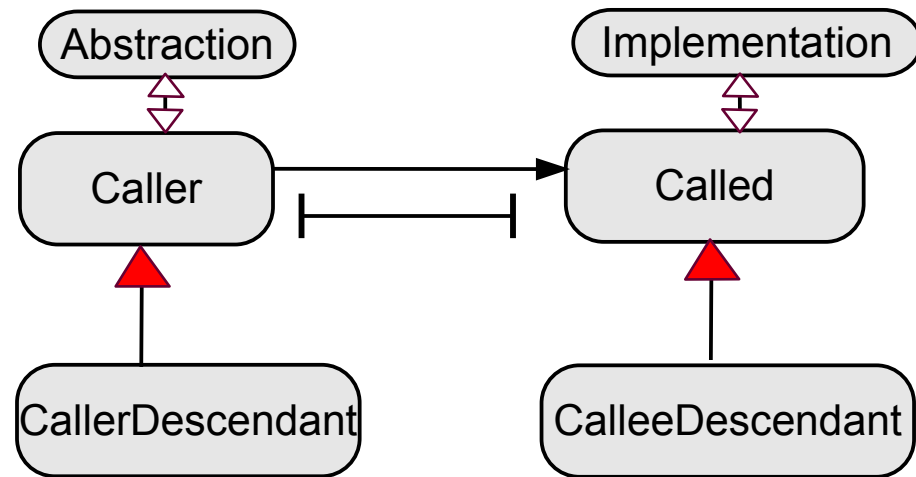 Abstraction
Implementation
Caller
Called
CallerDescendant
CalleeDescendant